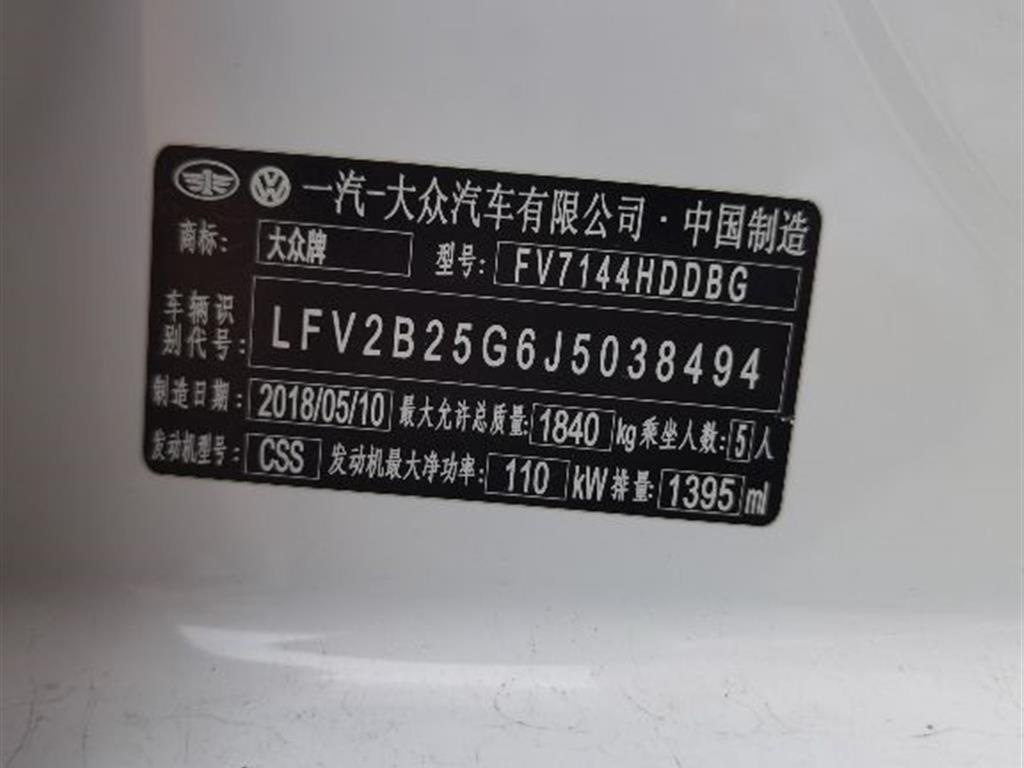 一汽-大众汽车有限公司·中国制造
商标: 大众牌 型号: FV7144HDDBG
车辆识别代号: LFV2B25G6J5038494
制造日期: 2018/05/10 最大允许总质量: 1840 kg 乘坐人数: 5 人
发动机型号: CSS 发动机最大净功率: 110 kW 排量: 1395 ml